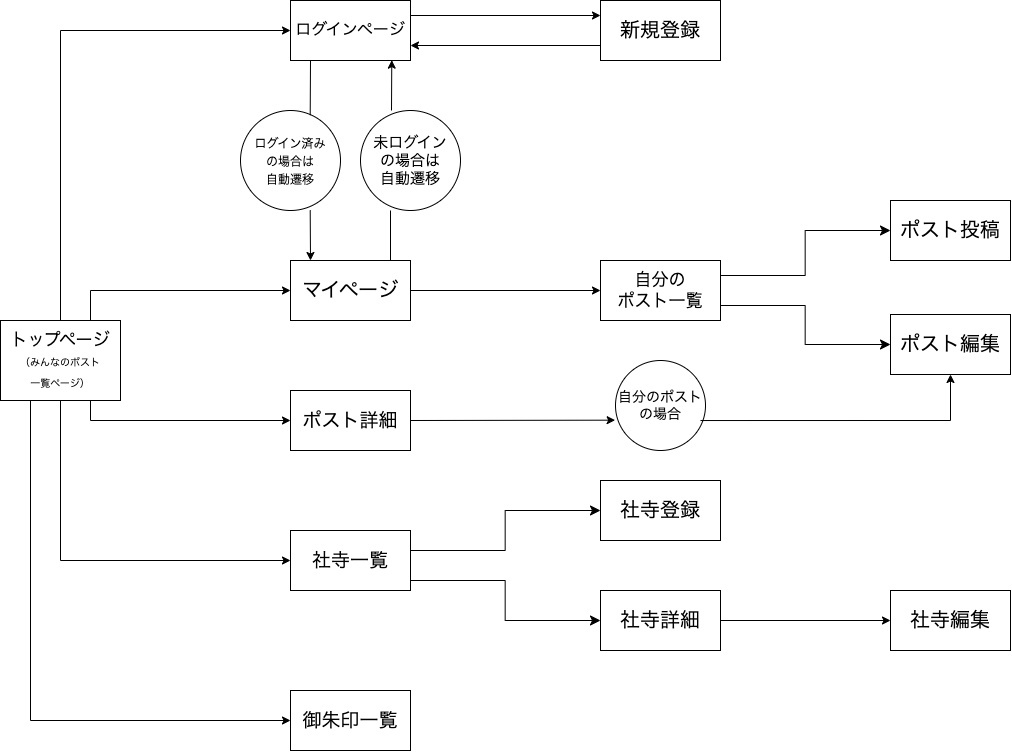 ログインページ
新規登録
ログイン済み
の場合は
自動遷移
未ログイン
の場合は
自動遷移
ポスト投稿
マイページ
自分の
ポスト一覧
トップページ
（みんなのポスト
一覧ページ）
ポスト編集
ポスト詳細
自分のポスト
の場合
社寺登録
社寺一覧
社寺詳細
社寺編集
御朱印一覧